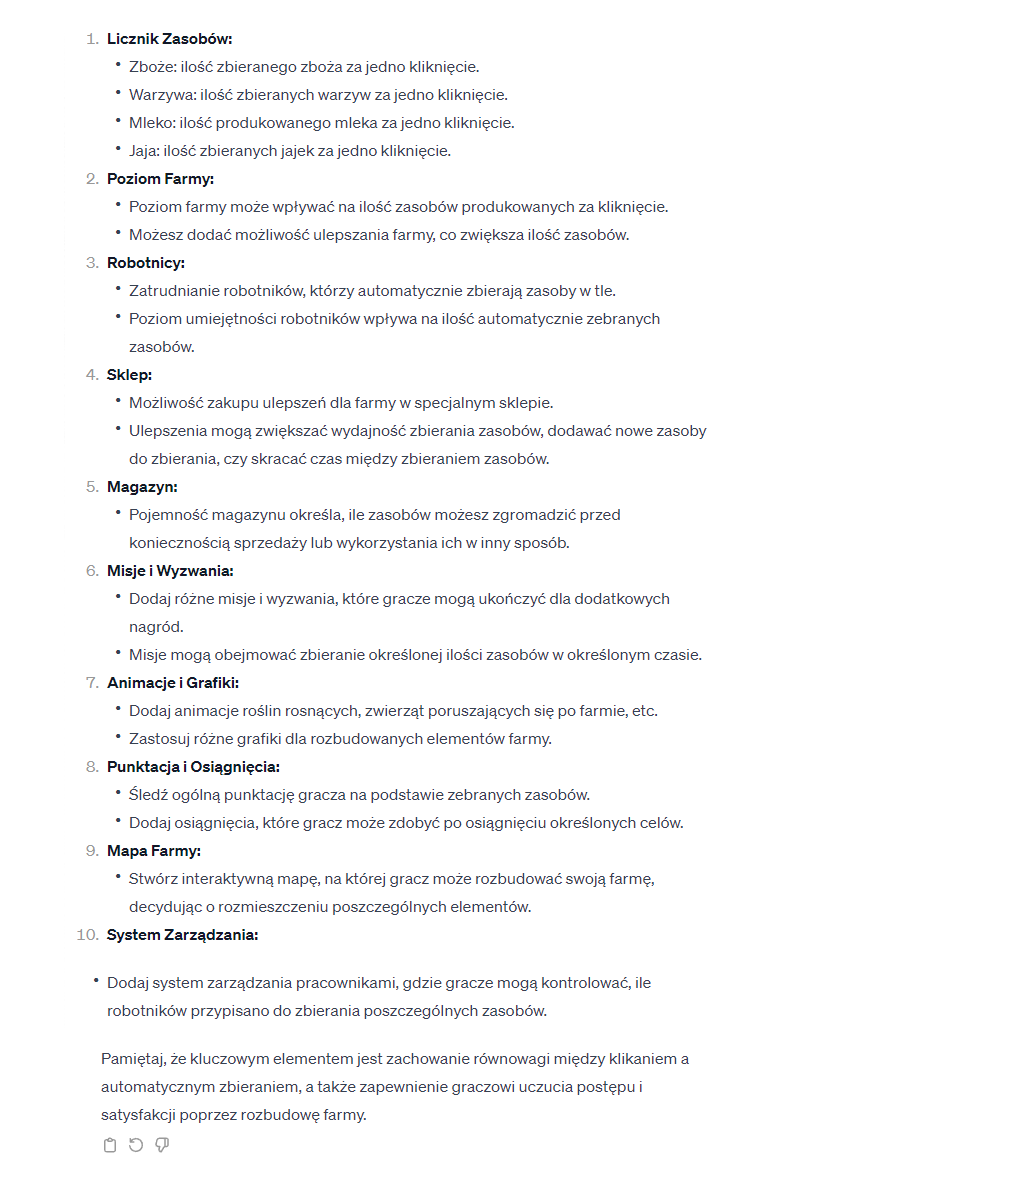 1. Licznik Zasobów:
• Zboże: ilość zbieranego zboża za jedno kliknięcie.
• Warzywa: ilość zbieranych warzyw za jedno kliknięcie.
• Mleko: ilość produkowanego mleka za jedno kliknięcie.
• Jaja: ilość zbieranych jajek za jedno kliknięcie.
2. Poziom Farmy:
• Poziom farmy może wpływać na ilość zasobów produkowanych za kliknięcie.
• Możesz dodać możliwość ulepszania farmy, co zwiększa ilość zasobów.
3. Robotnicy:
• Zatrudnianie robotników, którzy automatycznie zbierają zasoby w tle.
• Poziom umiejętności robotników wpływa na ilość automatycznie zebranych
zasobów.
4. Sklep:
• Możliwość zakupu ulepszeń dla farmy w specjalnym sklepie.
• Ulepszenia mogą zwiększać wydajność zbierania zasobów, dodawać nowe zasoby
do zbierania, czy skracać czas między zbieraniem zasobów.
5. Magazyn:
• Pojemność magazynu określa, ile zasobów możesz zgromadzić przed
koniecznością sprzedaży lub wykorzystania ich w inny sposób.
6. Misje i Wyzwania:
• Dodaj różne misje i wyzwania, które gracze mogą ukończyć dla dodatkowych
nagród.
• Misje mogą obejmować zbieranie określonej ilości zasobów w określonym czasie.
7. Animacje i Grafiki:
• Dodaj animacje roślin rosnących, zwierząt poruszających się po farmie, etc.
• Zastosuj różne grafiki dla rozbudowanych elementów farmy.
8. Punktacja i Osiągnięcia:
• Śledź ogólną punktację gracza na podstawie zebranych zasobów.
• Dodaj osiągnięcia, które gracz może zdobyć po osiągnięciu określonych celów.
9. Mapa Farmy:
• Stwórz interaktywną mapę, na której gracz może rozbudować swoją farmę,
decydując o rozmieszczeniu poszczególnych elementów.
10. System Zarządzania:
• Dodaj system zarządzania pracownikami, gdzie gracze mogą kontrolować, ile
robotników przypisano do zbierania poszczególnych zasobów.
Pamiętaj, że kluczowym elementem jest zachowanie równowagi między klikaniem a
automatycznym zbieraniem, a także zapewnienie graczowi uczucia postępu i
satysfakcji poprzez rozbudowę farmy.